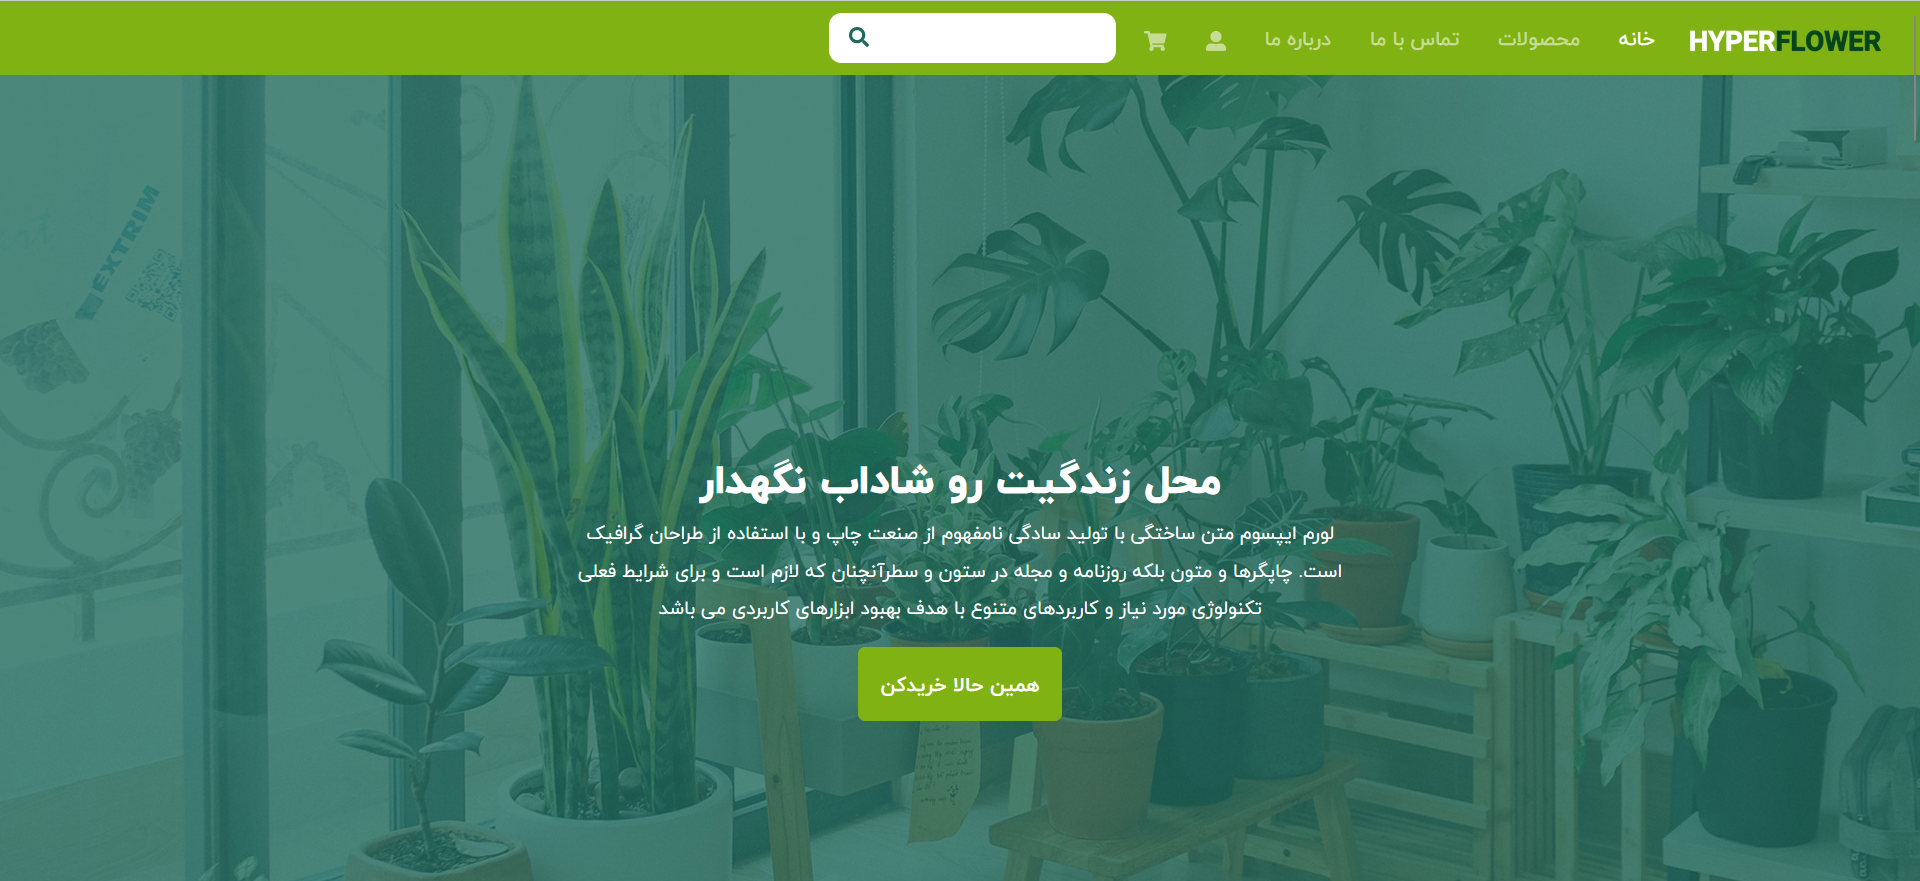 HYPERFLOWER
خانه
محصولات
تماس با ما
درباره ما
EXTRIM
محل زندگیت رو شاداب نگهدار
لورم ایپسوم متن ساختگی با تولید سادگی نامفهوم از صنعت چاپ و با استفاده از طراحان گرافیک
است. چاپگرها و متون بلکه روزنامه و مجله در ستون و سطرآنچنان که لازم است و برای شرایط فعلی
تکنولوژی مورد نیاز و کاربردهای متنوع با هدف بهبود ابزارهای کاربردی می باشد
همین حالا خریدکن